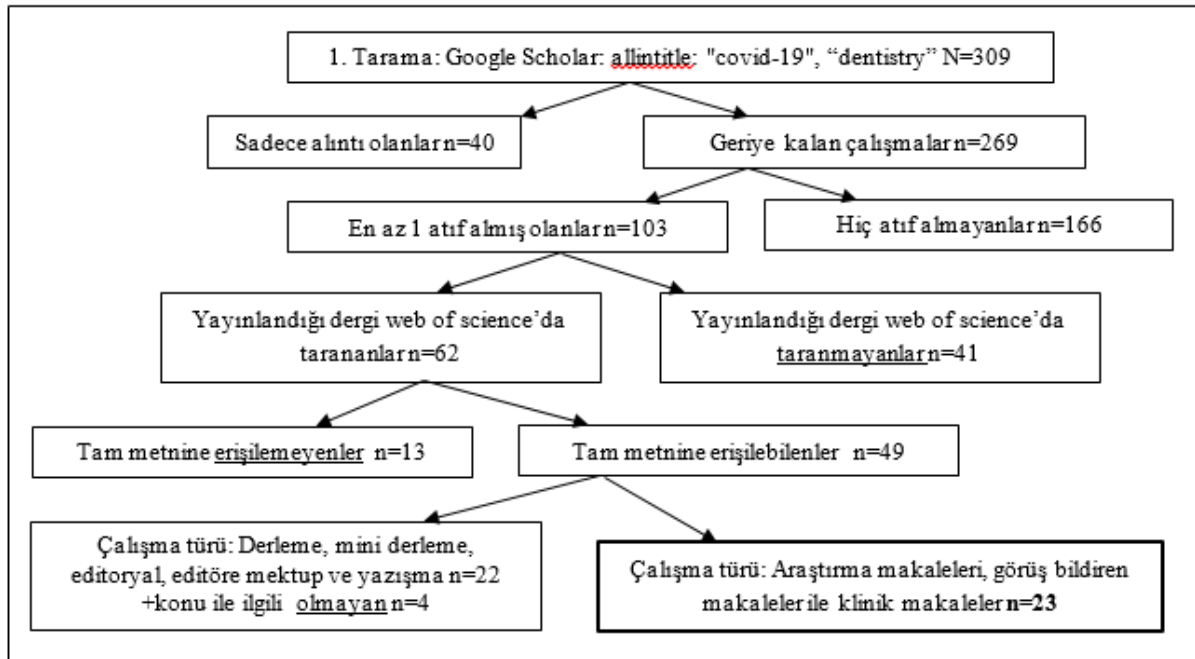 1. Tarama: Google Scholar: allintitle: "covid-19", “dentistry” N=309
Sadece alıntı olanlar n=40
Geriye kalan çalışmalar n=269
En az 1 atıf almış olanlar n=103
Hiç atıf almayanlar n=166
Yayınlandığı dergi web of science’da
tarananlar n=62
Yayınlandığı dergi web of science’da
taranmayanlar n=41
Tam metnine erişilemeyenler n=13
Tam metnine erişilebilenler n=49
Çalışma türü: Derleme, mini derleme,
editoryal, editöre mektup ve yazışma n=22
+konu ile ilgili olmayan n=4
Çalışma türü: Araştırma makaleleri, görüş bildiren
makaleler ile klinik makaleler n=23